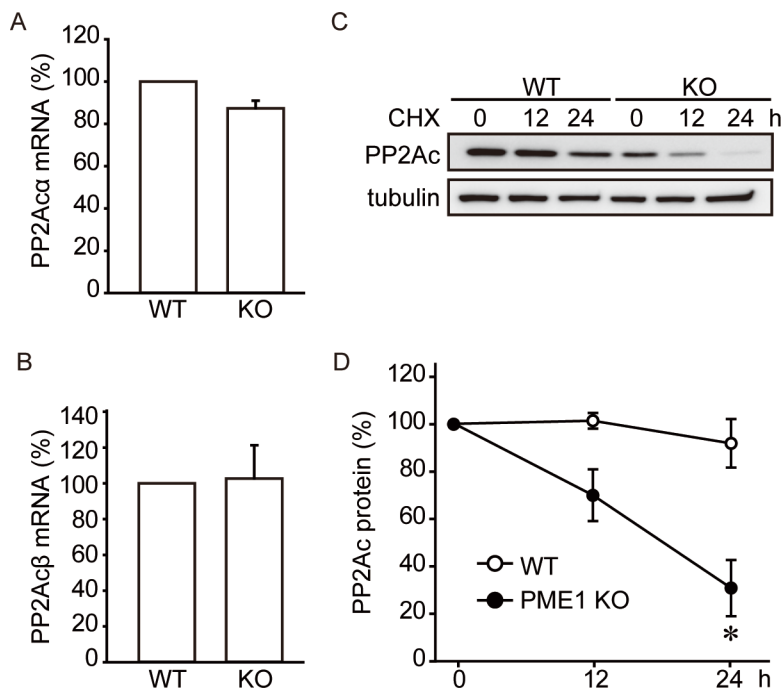 A
PP2Acα mRNA (%)
120
100
80
60
40
20
0
WT KO
B
PP2Acβ mRNA (%)
140
120
100
80
60
40
20
0
WT KO
C
WT KO
CHX 0 12 24 0 12 24 h
PP2Ac
tubulin
D
PP2Ac protein (%)
120
100
80
60
40
20
0
WT
PME1 KO
*
0 12 24 h